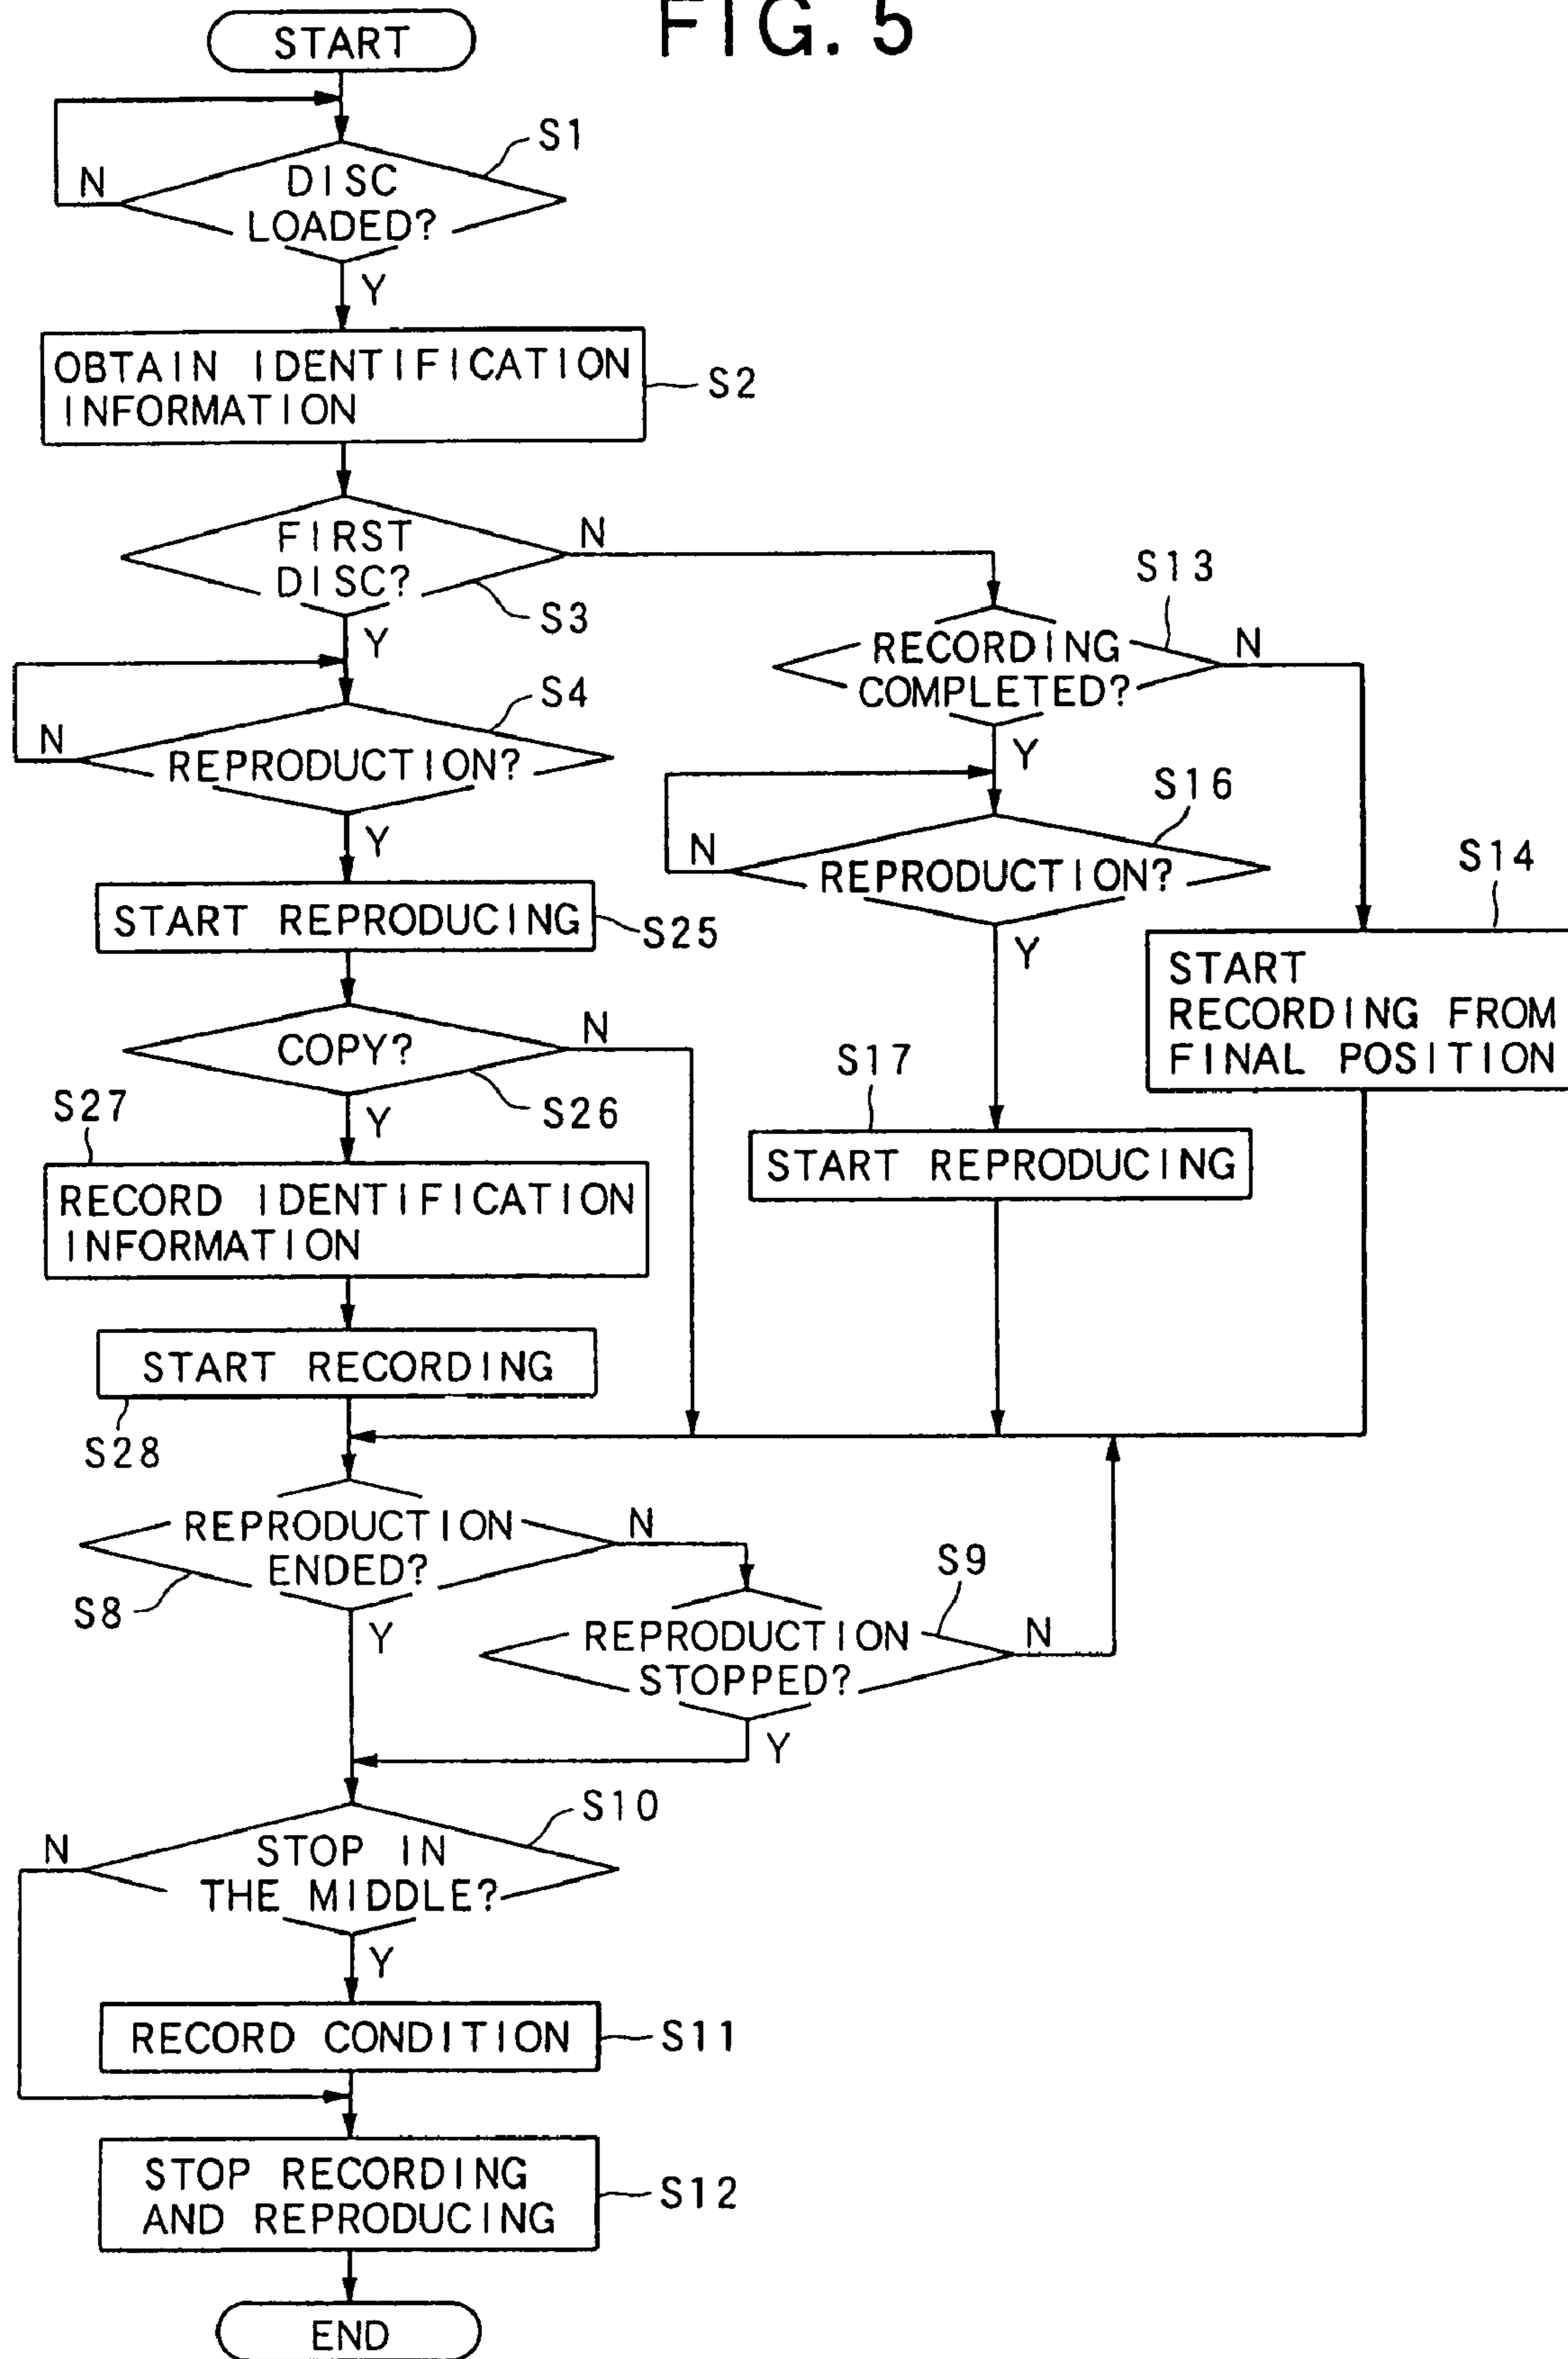 FIG. 5
START
S1
DISC
LOADED?
N
Y
OBTAIN IDENTIFICATION
INFORMATION
S2
FIRST
DISC?
N
S3
Y
S4
REPRODUCTION?
N
Y
START REPRODUCING
S25
COPY?
N
S26
Y
S27
RECORD IDENTIFICATION
INFORMATION
START RECORDING
S28
S13
RECORDING
COMPLETED?
N
Y
S16
REPRODUCTION?
N
Y
S17
START REPRODUCING
S14
START
RECORDING FROM
FINAL POSITION
REPRODUCTION
ENDED?
N
S8
Y
S9
REPRODUCTION
STOPPED?
N
Y
S10
STOP IN
THE MIDDLE?
N
Y
RECORD CONDITION
S11
STOP RECORDING
AND REPRODUCING
S12
END